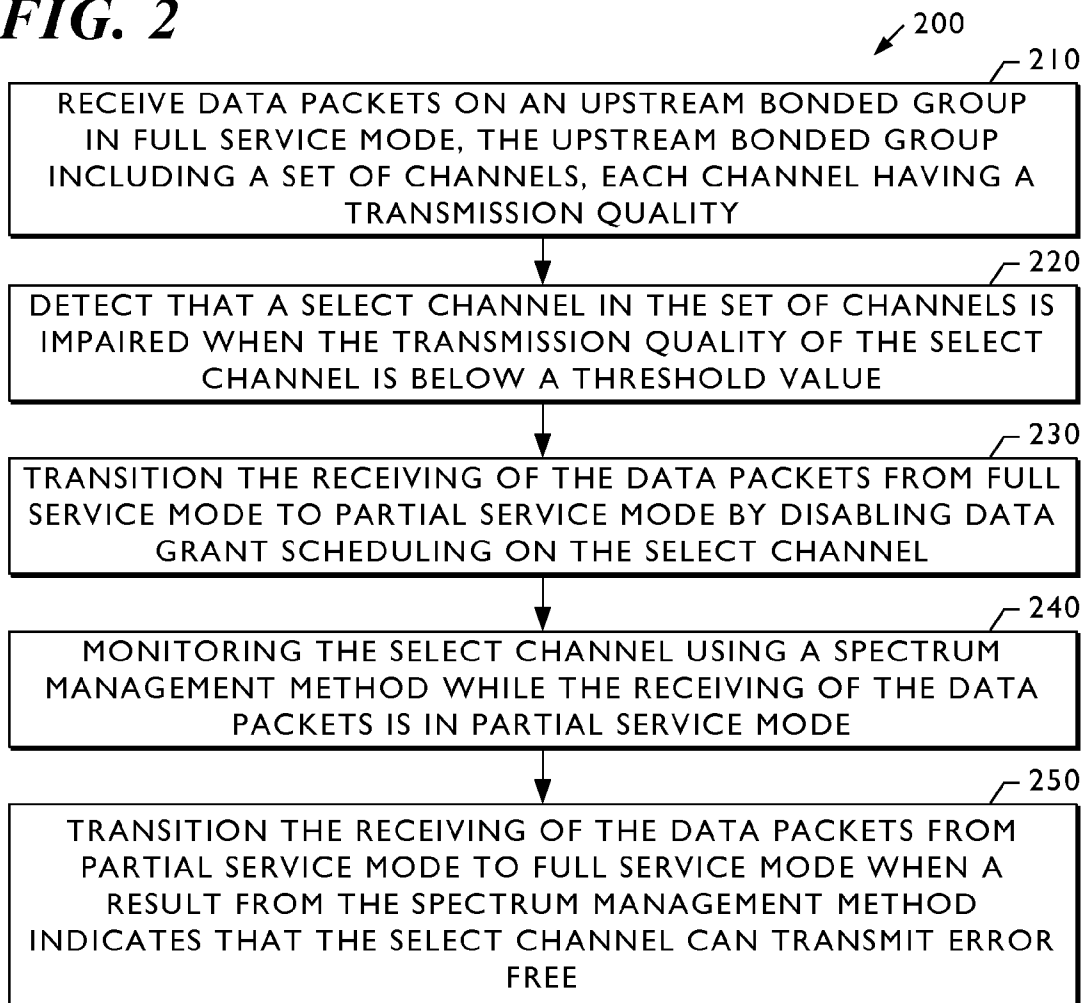 FIG. 2
200
210
RECEIVE DATA PACKETS ON AN UPSTREAM BONDED GROUP
IN FULL SERVICE MODE, THE UPSTREAM BONDED GROUP
INCLUDING A SET OF CHANNELS, EACH CHANNEL HAVING A
TRANSMISSION QUALITY
220
DETECT THAT A SELECT CHANNEL IN THE SET OF CHANNELS IS
IMPAIRED WHEN THE TRANSMISSION QUALITY OF THE SELECT
CHANNEL IS BELOW A THRESHOLD VALUE
230
TRANSITION THE RECEIVING OF THE DATA PACKETS FROM FULL
SERVICE MODE TO PARTIAL SERVICE MODE BY DISABLING DATA
GRANT SCHEDULING ON THE SELECT CHANNEL
240
MONITORING THE SELECT CHANNEL USING A SPECTRUM
MANAGEMENT METHOD WHILE THE RECEIVING OF THE DATA
PACKETS IS IN PARTIAL SERVICE MODE
250
TRANSITION THE RECEIVING OF THE DATA PACKETS FROM
PARTIAL SERVICE MODE TO FULL SERVICE MODE WHEN A
RESULT FROM THE SPECTRUM MANAGEMENT METHOD
INDICATES THAT THE SELECT CHANNEL CAN TRANSMIT ERROR
FREE